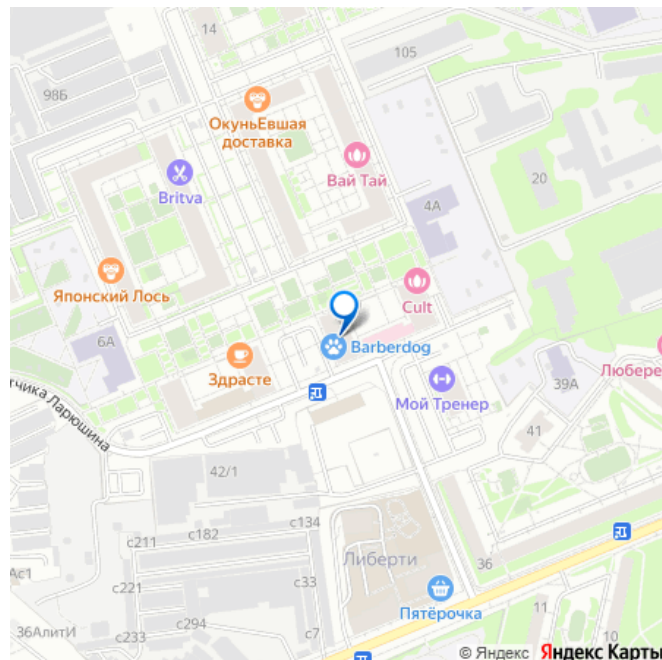 14
105
98Б
ОкуньЕвшая
доставка
Britva
Вай Тай
20
4А
Японский Лось
Cult
6А
Barberdog
Здрасте
Любере
39А
Мой Тренер
тчика Ларюшина
41
42/1
с134
с182
с211
Либерти
36
с221
с33
Ас1
Пятёрочка
11
36АлитИ
с294
с233
с7
10
© Яндекс Яндекс Карты